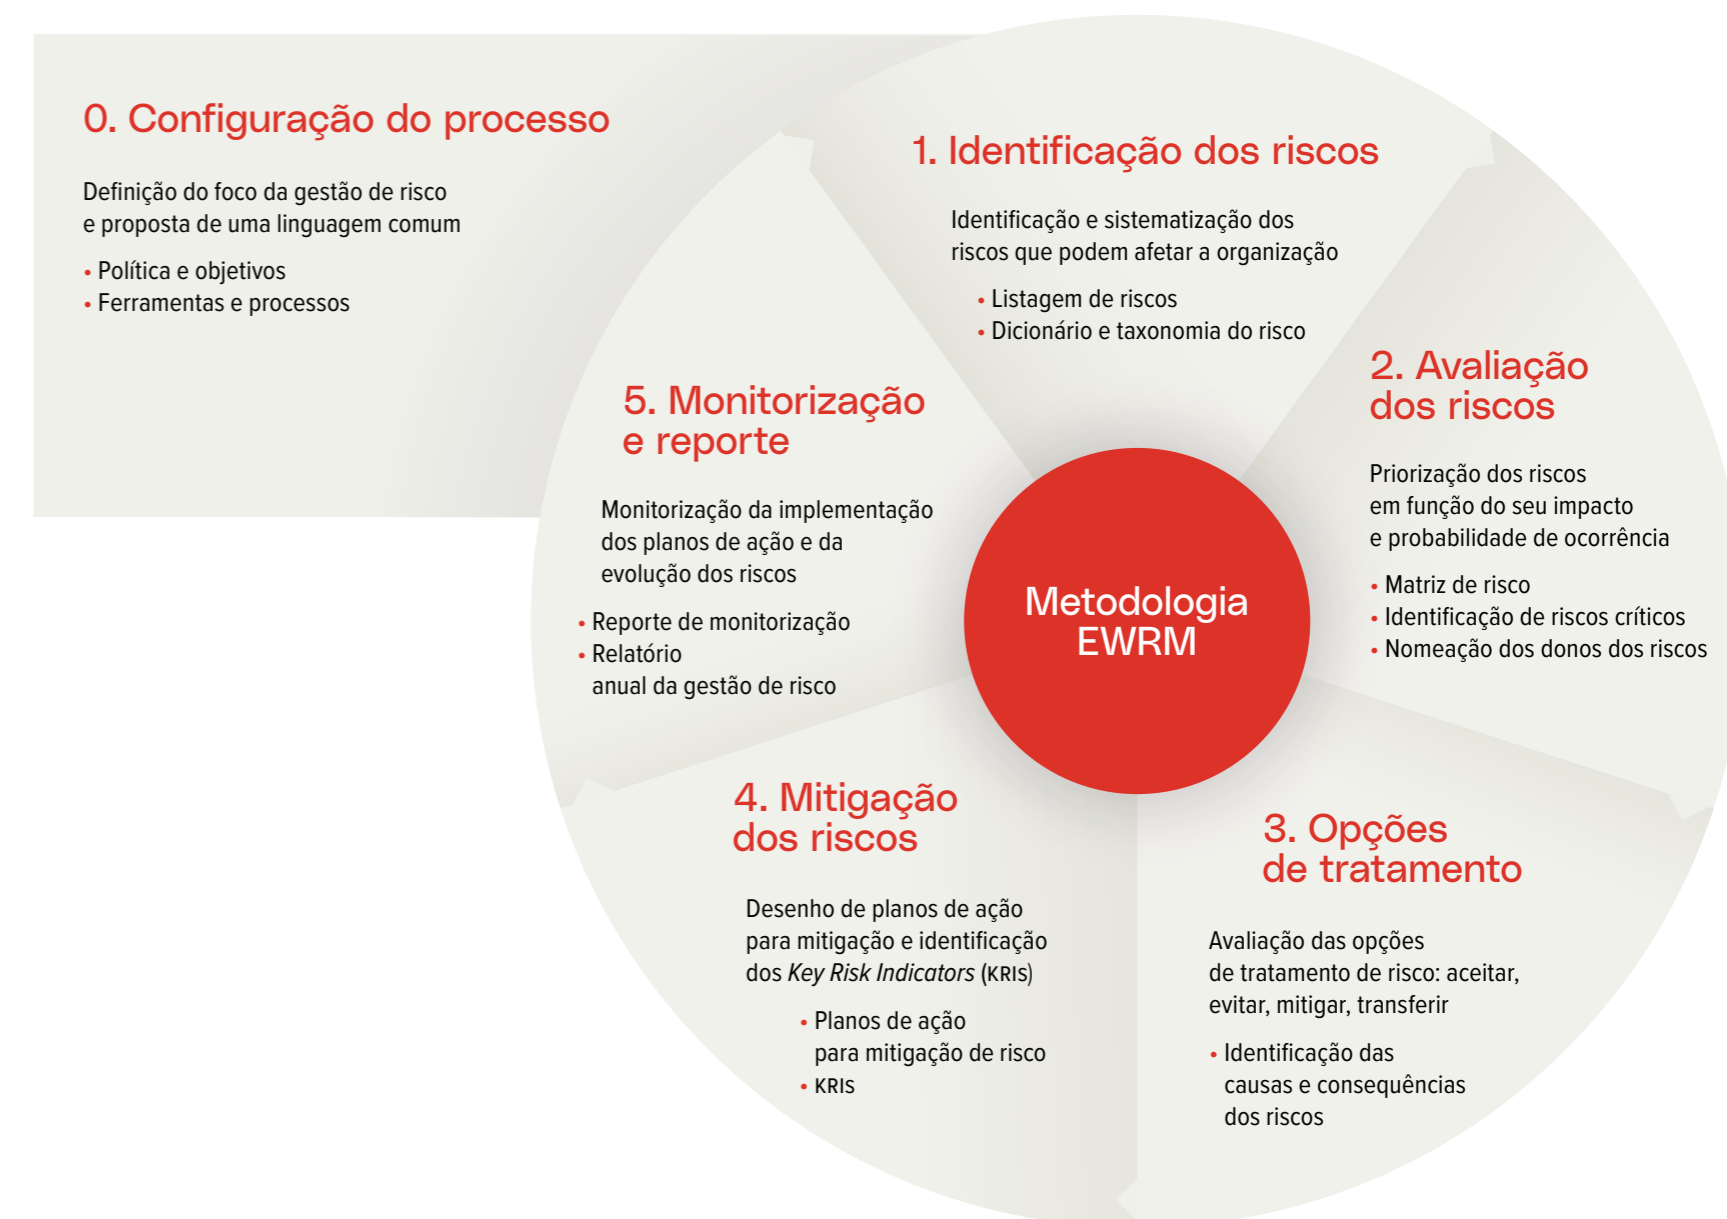 0. Configuração do processo
Definição do foco da gestão de risco
e proposta de uma linguagem comum
• Política e objetivos
• Ferramentas e processos
1. Identificação dos riscos
Identificação e sistematização dos
riscos que podem afetar a organização
• Listagem de riscos
• Dicionário e taxonomia do risco
2. Avaliação
dos riscos
Priorização dos riscos
em função do seu impacto
e probabilidade de ocorrência
• Matriz de risco
• Identificação de riscos críticos
• Nomeação dos donos dos riscos
3. Opções
de tratamento
Avaliação das opções
de tratamento de risco: aceitar,
evitar, mitigar, transferir
• Identificação das
causas e consequências
dos riscos
4. Mitigação
dos riscos
Desenho de planos de ação
para mitigação e identificação
dos Key Risk Indicators (KRIs)
• Planos de ação
para mitigação de risco
• KRIs
5. Monitorização
e reporte
Monitorização da implementação
dos planos de ação e da
evolução dos riscos
• Reporte de monitorização
• Relatório
anual da gestão de risco
Metodologia
EWRM